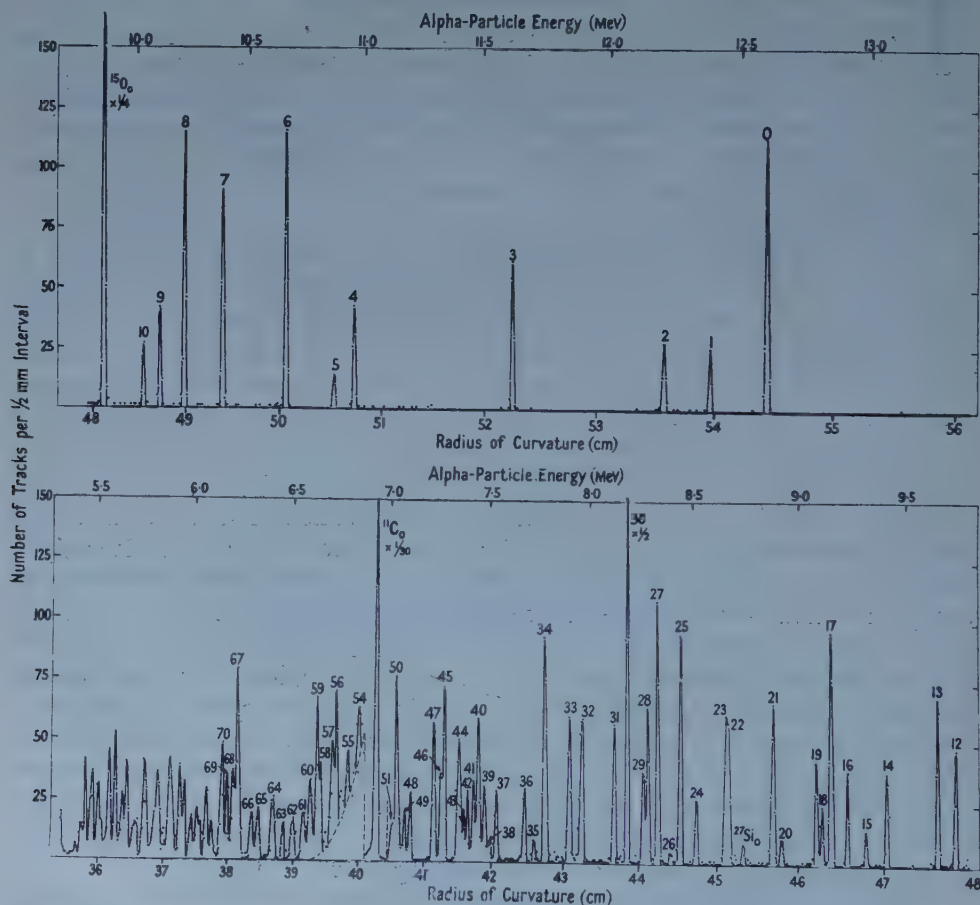 Alpha-Particle Energy (MeV)
10·0 10·5 11·0 11·5 12·0 12·5 13·0
150
125
100
75
50
25
¹⁵O₀
× ¼
10 9 8 7 6 5 4 3 2 1 0
48 49 50 51 52 53 54 55 56
Radius of Curvature (cm)
Number of Tracks per ½ mm Interval
Alpha-Particle Energy (MeV)
5·5 6·0 6·5 7·0 7·5 8·0 8·5 9·0 9·5
150
125
100
75
50
25
¹¹C₀
× 1/30
30
× ½
69 70 68 67 66 65 64 63 62 61 60 59 58 57 56 55 54 51 50 49 48 47 46 45 44 43 42 41 40 39 38 37 36 35 34 33 32 31 29 28 27 26 25 24 23 22 ²⁷Si₀ 21 20 19 18 17 16 15 14 13 12
36 37 38 39 40 41 42 43 44 45 46 47 48
Radius of Curvature (cm)